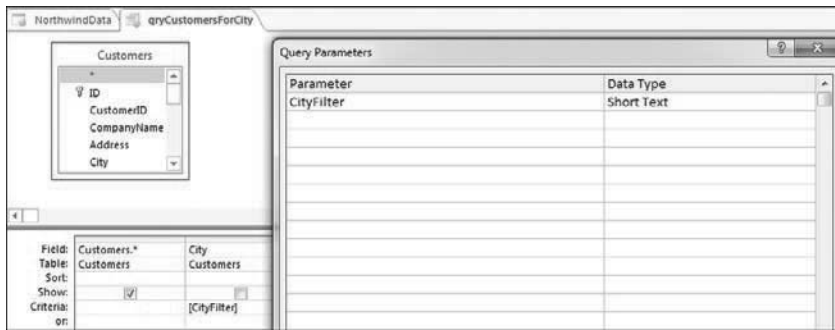 NorthwindData qryCustomersForCity
Customers
*
ID
CustomerID
CompanyName
Address
City
Query Parameters
Parameter Data Type
CityFilter Short Text
Field: Customers.* City
Table: Customers Customers
Sort:
Show:
Criteria: [CityFilter]
or: